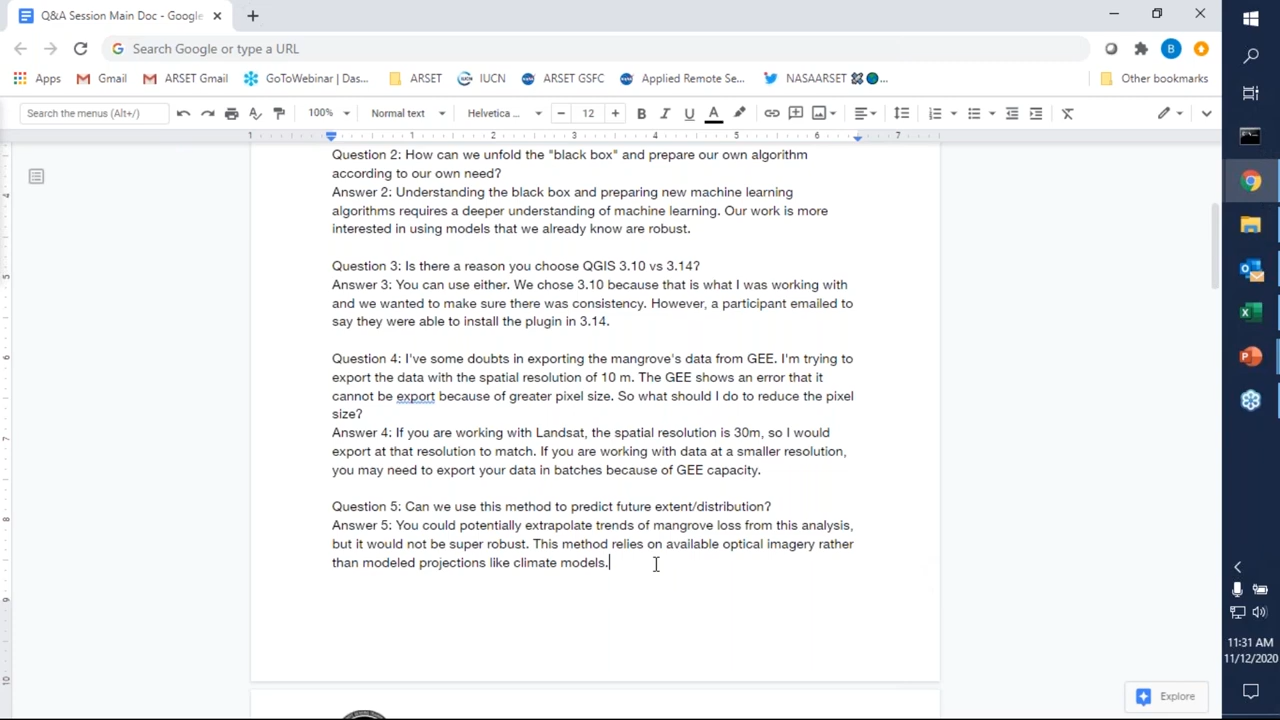 Q&A Session Main Doc - Google
Search Google or type a URL
Apps
Gmail
ARSET Gmail
GoToWebinar | Das...
ARSET
IUCN
ARSET GSFC
Applied Remote Se...
NASAARSET
Other bookmarks
Search the menus (Alt+/)
100%
Normal text
Helvetica ...
12
B I U A
1 1 2 3 4 5 6 7
Question 2: How can we unfold the "black box" and prepare our own algorithm
according to our own need?
Answer 2: Understanding the black box and preparing new machine learning
algorithms requires a deeper understanding of machine learning. Our work is more
interested in using models that we already know are robust.
Question 3: Is there a reason you choose QGIS 3.10 vs 3.14?
Answer 3: You can use either. We chose 3.10 because that is what I was working with
and we wanted to make sure there was consistency. However, a participant emailed to
say they were able to install the plugin in 3.14.
Question 4: I've some doubts in exporting the mangrove's data from GEE. I'm trying to
export the data with the spatial resolution of 10 m. The GEE shows an error that it
cannot be export because of greater pixel size. So what should I do to reduce the pixel
size?
Answer 4: If you are working with Landsat, the spatial resolution is 30m, so I would
export at that resolution to match. If you are working with data at a smaller resolution,
you may need to export your data in batches because of GEE capacity.
Question 5: Can we use this method to predict future extent/distribution?
Answer 5: You could potentially extrapolate trends of mangrove loss from this analysis,
but it would not be super robust. This method relies on available optical imagery rather
than modeled projections like climate models.
Explore
11:31 AM
11/12/2020